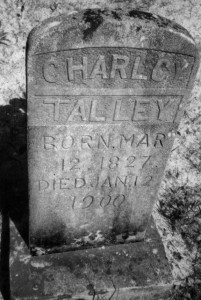 CHARLEY
TALLEY
BORN. MAR
12. 1827.
DIED. JAN. 12.
1900